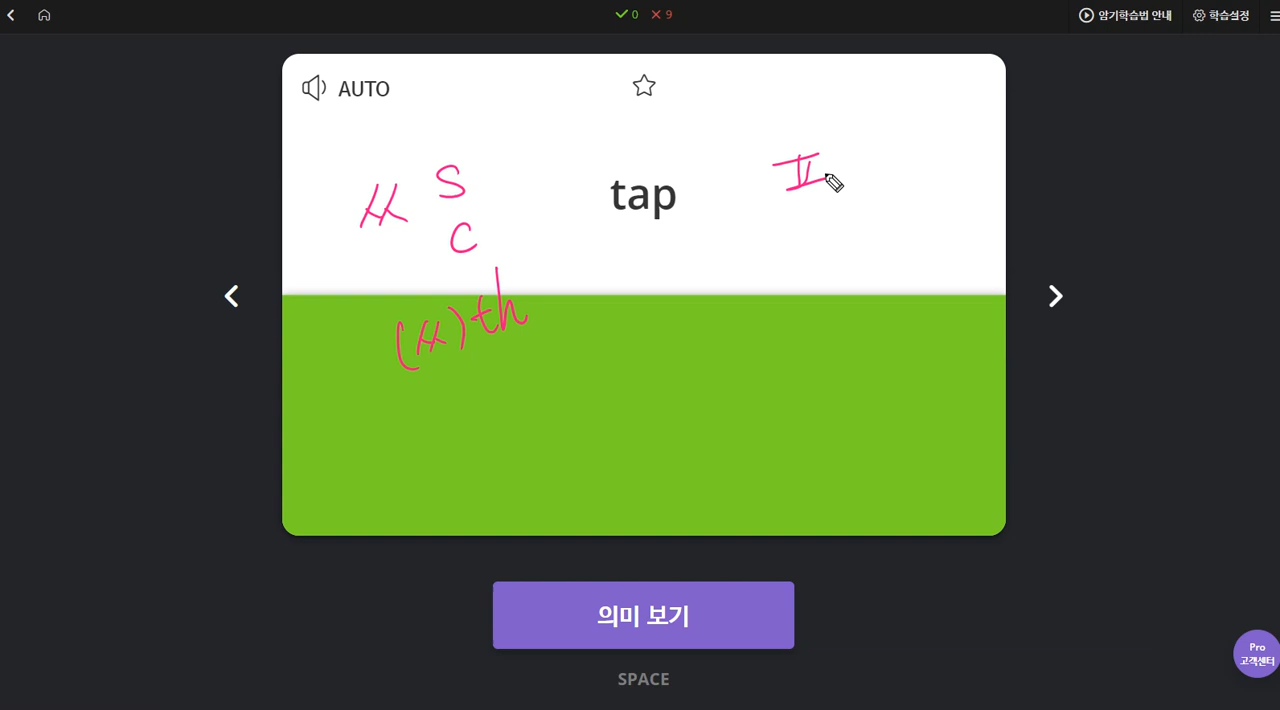 0 9
암기학습법 안내
학습설정
AUTO
ㅆ s
c
tap
(ㅆ) th
의미 보기
SPACE
Pro
고객센터